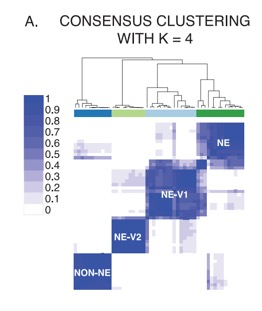 A. CONSENSUS CLUSTERING
WITH K = 4
1
0.9
0.8
0.7
0.6
0.5
0.4
0.3
0.2
0.1
0
NE
NE-V1
NE-V2
NON-NE